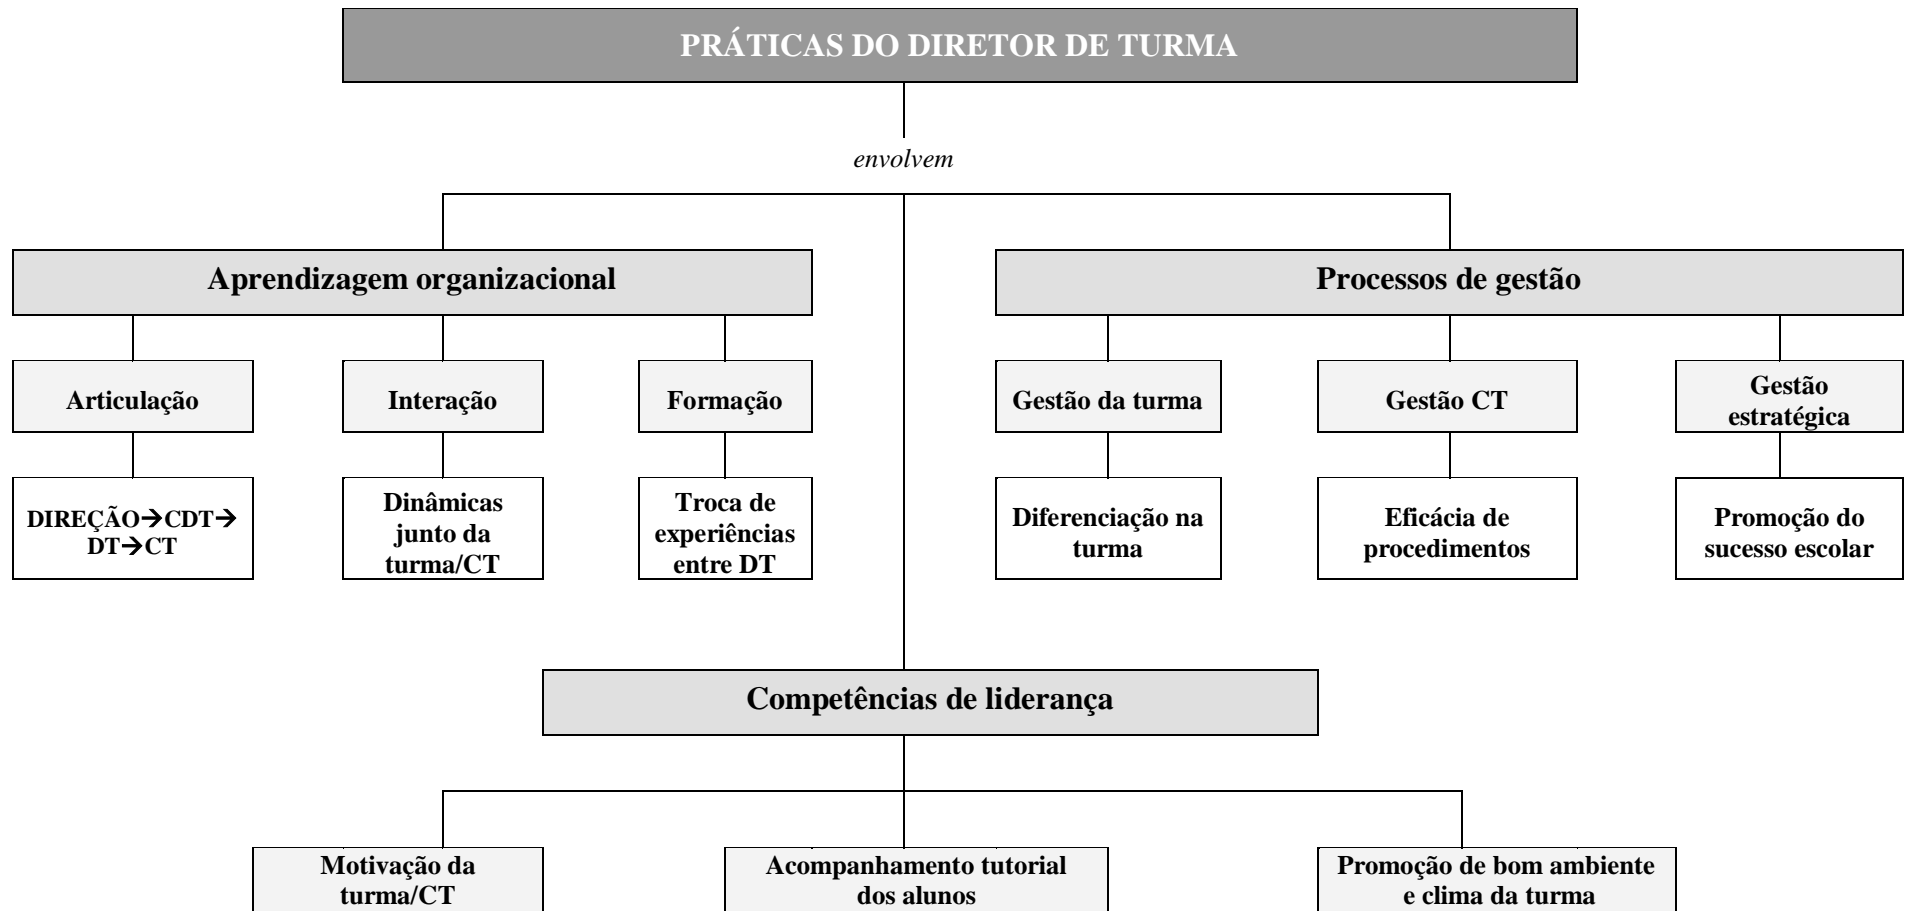 PRÁTICAS DO DIRETOR DE TURMA
envolvem
Aprendizagem organizacional
Processos de gestão
Articulação
Interação
Formação
Gestão da turma
Gestão CT
Gestão
estratégica
DIREÇÃO→CDT→
DT→CT
Dinâmicas
junto da
turma/CT
Troca de
experiências
entre DT
Diferenciação na
turma
Eficácia de
procedimentos
Promoção do
sucesso escolar
Competências de liderança
Motivação da
turma/CT
Acompanhamento tutorial
dos alunos
Promoção de bom ambiente
e clima da turma